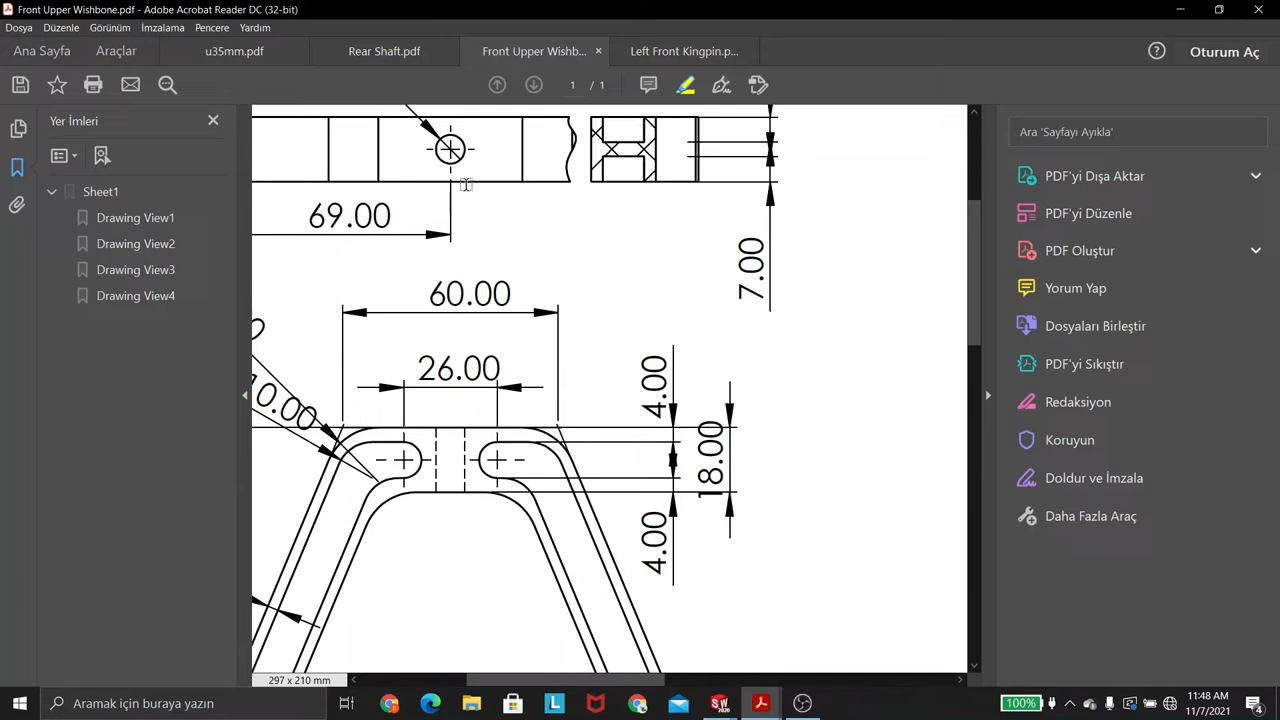 Front Upper Wishbone.pdf - Adobe Acrobat Reader DC (32-bit)
Dosya Düzenle Görünüm İmzalama Pencere Yardım
Ana Sayfa Araçlar u35mm.pdf Rear Shaft.pdf Front Upper Wishb... × Left Front Kingpin.p... Oturum Aç
1 / 1
Yer İmleri
Sheet1
Drawing View1
Drawing View2
Drawing View3
Drawing View4
69.00
7.00
60.00
26.00
4.00
10.00
18.00
4.00
297 x 210 mm
Ara 'Sayfayı Ayıkla'
PDF'yi Dışa Aktar
PDF'yi Düzenle
PDF Oluştur
Yorum Yap
Dosyaları Birleştir
PDF'yi Sıkıştır
Redaksiyon
Koruyun
Doldur ve İmzala
Daha Fazla Araç
Aramak için buraya yazın
100%
11:48 AM
11/7/2021
4